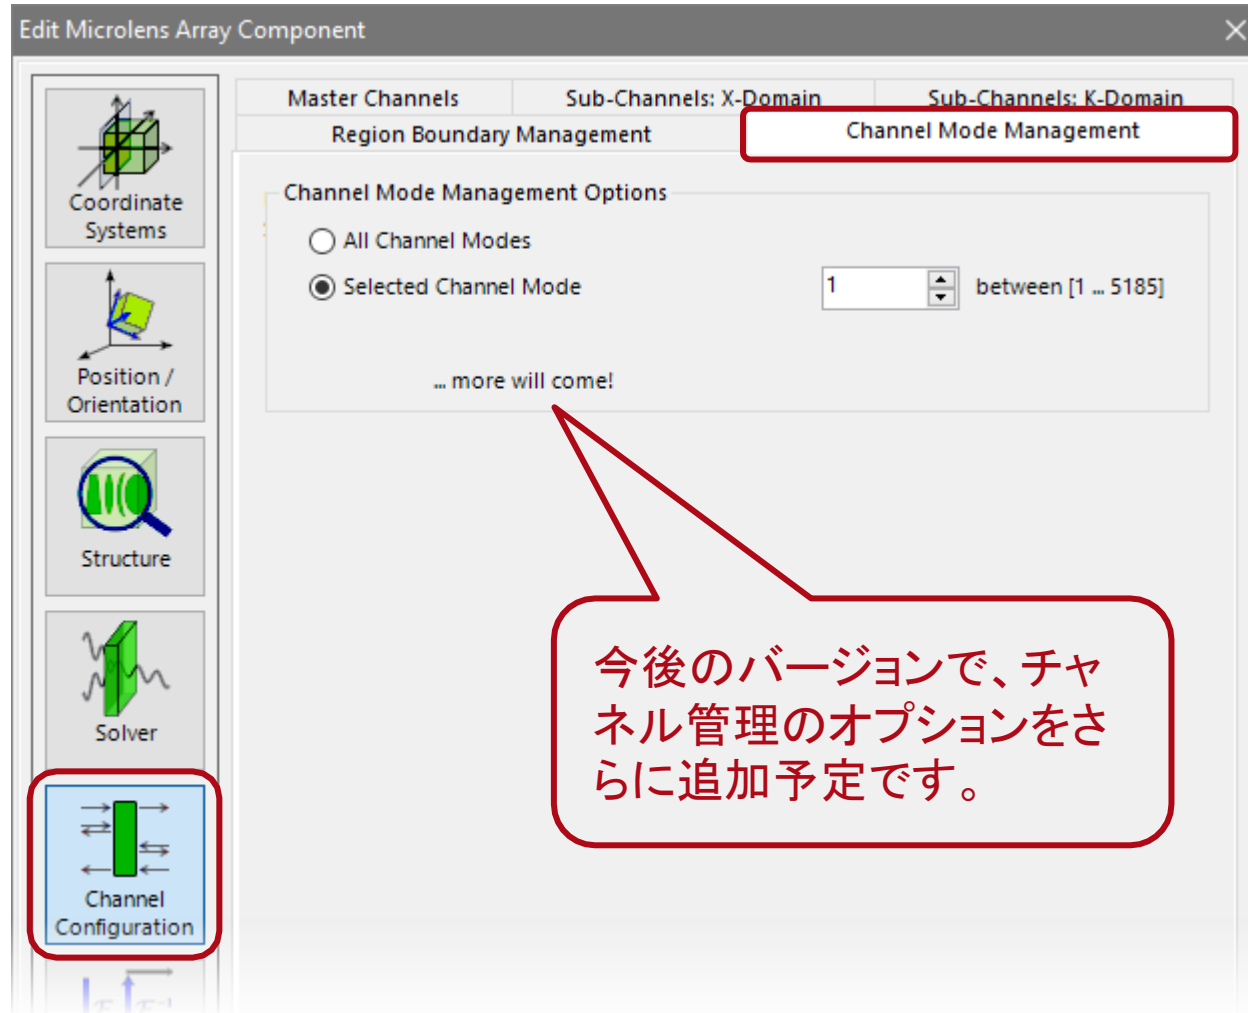 Edit Microlens Array Component
Master Channels
Sub-Channels: X-Domain
Sub-Channels: K-Domain
Region Boundary Management
Channel Mode Management
Coordinate
Systems
Position /
Orientation
Structure
Solver
Channel
Configuration
Channel Mode Management Options
All Channel Modes
Selected Channel Mode
1
between [1 ... 5185]
... more will come!
今後のバージョンで、チャ
ネル管理のオプションをさ
らに追加予定です。